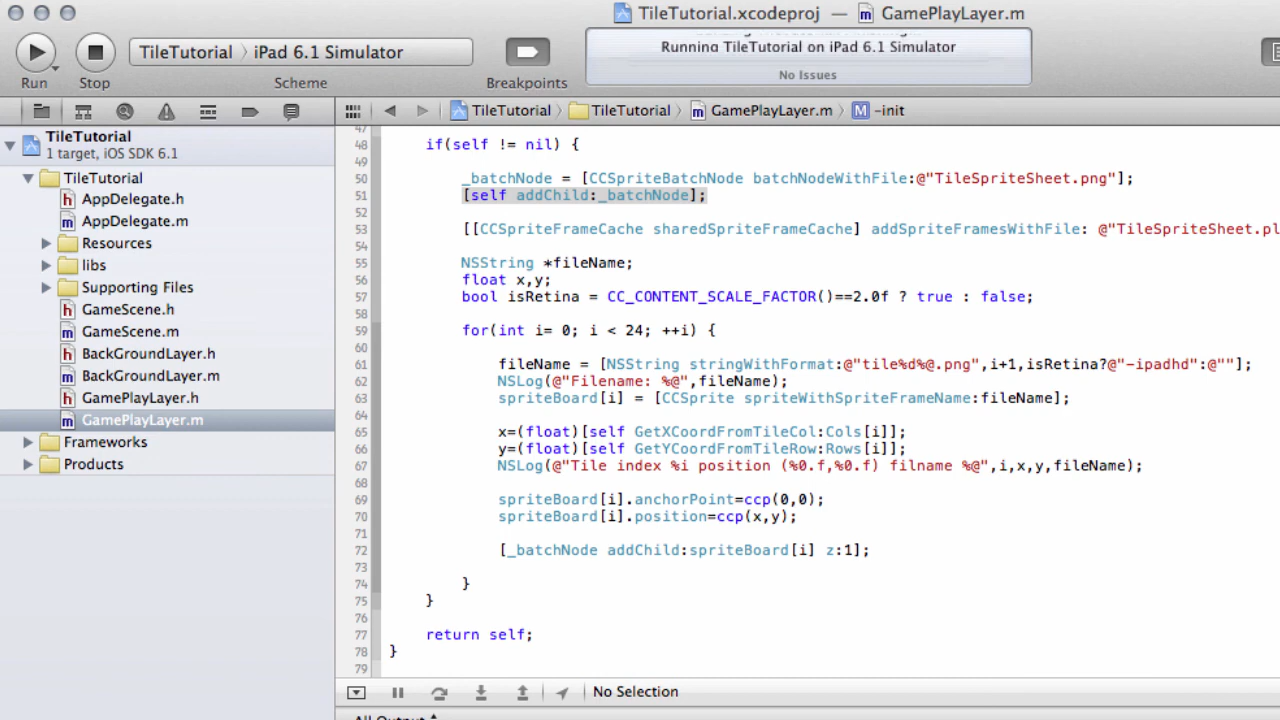 TileTutorial.xcodeproj — GamePlayLayer.m
TileTutorial › iPad 6.1 Simulator
Running TileTutorial on iPad 6.1 Simulator
No Issues
Run
Stop
Scheme
Breakpoints
TileTutorial › TileTutorial › GamePlayLayer.m › M -init
TileTutorial
1 target, iOS SDK 6.1
TileTutorial
h AppDelegate.h
m AppDelegate.m
Resources
libs
Supporting Files
h GameScene.h
m GameScene.m
h BackGroundLayer.h
m BackGroundLayer.m
h GamePlayLayer.h
m GamePlayLayer.m
Frameworks
Products
47
48 if(self != nil) {
49
50 _batchNode = [CCSpriteBatchNode batchNodeWithFile:@"TileSpriteSheet.png"];
51 [self addChild:_batchNode];
52
53 [[CCSpriteFrameCache sharedSpriteFrameCache] addSpriteFramesWithFile: @"TileSpriteSheet.pl
54
55 NSString *fileName;
56 float x,y;
57 bool isRetina = CC_CONTENT_SCALE_FACTOR()==2.0f ? true : false;
58
59 for(int i= 0; i < 24; ++i) {
60
61 fileName = [NSString stringWithFormat:@"tile%d%@.png",i+1,isRetina?@"-ipadhd":@""];
62 NSLog(@"Filename: %@",fileName);
63 spriteBoard[i] = [CCSprite spriteWithSpriteFrameName:fileName];
64
65 x=(float)[self GetXCoordFromTileCol:Cols[i]];
66 y=(float)[self GetYCoordFromTileRow:Rows[i]];
67 NSLog(@"Tile index %i position (%0.f,%0.f) filname %@",i,x,y,fileName);
68
69 spriteBoard[i].anchorPoint=ccp(0,0);
70 spriteBoard[i].position=ccp(x,y);
71
72 [_batchNode addChild:spriteBoard[i] z:1];
73
74 }
75 }
76
77 return self;
78 }
79
No Selection
All Output